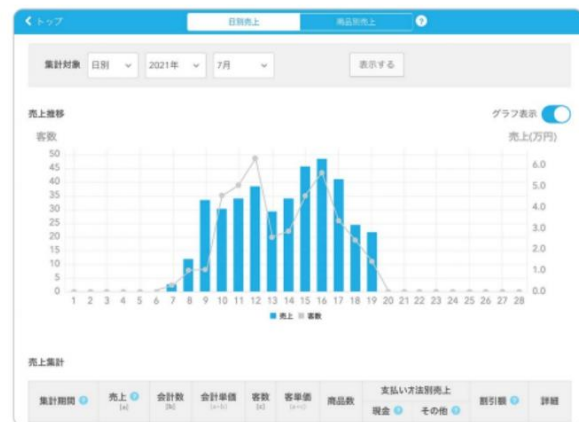 トップ 日別売上 商品別売上 ?
集計対象 日別 2021年 7月 表示する
売上推移 グラフ表示
客数 売上(万円)
50
45
40
35
30
25
20
15
10
5
0
6.0
5.0
4.0
3.0
2.0
1.0
0.0
1 2 3 4 5 6 7 8 9 10 11 12 13 14 15 16 17 18 19 20 21 22 23 24 25 26 27 28
売上 客数
売上集計
集計期間 ? 売上 ? 会計数 会計単価 客数 客単価 商品数 支払い方法別売上 割引額 ? 詳細
[a] [b] [a÷b] [c] [a÷c] 現金 ? その他 ?